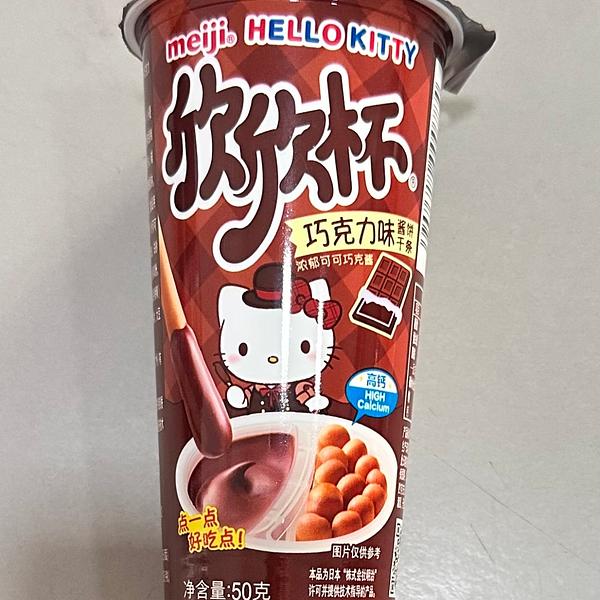 meiji® HELLO KITTY
欣欣杯®
巧克力味
酱饼
干条
浓郁可可巧克酱
高钙
HIGH
Calcium
点一点
好吃点!
图片仅供参考
本品为日本“株式会社明治”
许可并提供技术指导的产品
净含量:50克